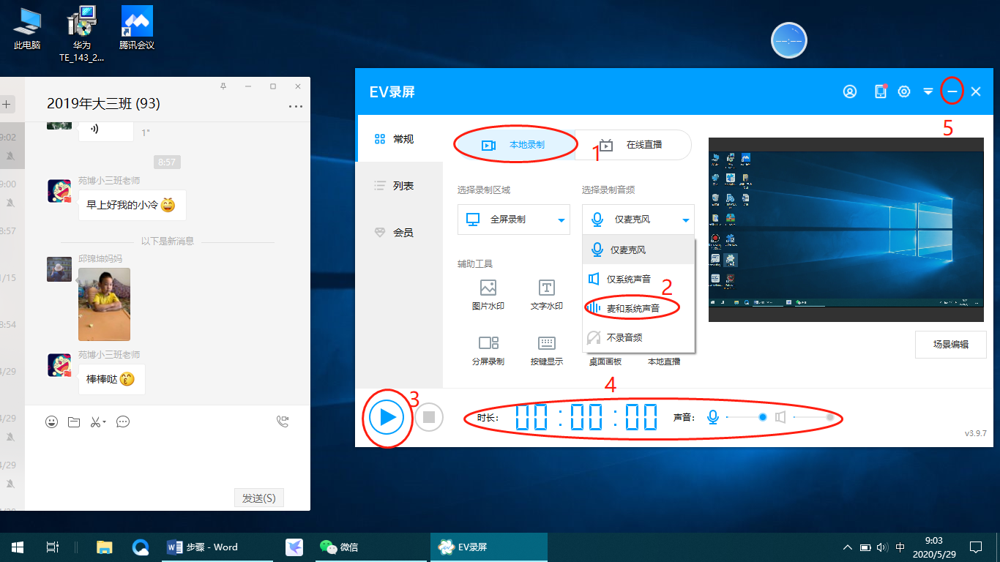 此电脑
华为
TE_143_2...
腾讯会议
2019年大三班 (93)
9:02
1"
8:57
苑博小三班老师
早上好我的小冷
9:00
8:57
以下是新消息
邱锦坤妈妈
1/15
8:54
苑博小三班老师
棒棒哒
4/29
4/29
4/29
发送(S)
EV录屏
5
常规
本地录制
1
在线直播
列表
选择录制区域
选择录制音频
全屏录制
仅麦克风
会员
仅麦克风
辅助工具
仅系统声音
2
图片水印
文字水印
麦和系统声音
不录音频
场景编辑
分屏录制
按键显示
桌面画板
本地直播
4
3
时长:
00:00:00
声音:
v3.9.7
步骤 - Word
微信
EV录屏
中
9:03
2020/5/29